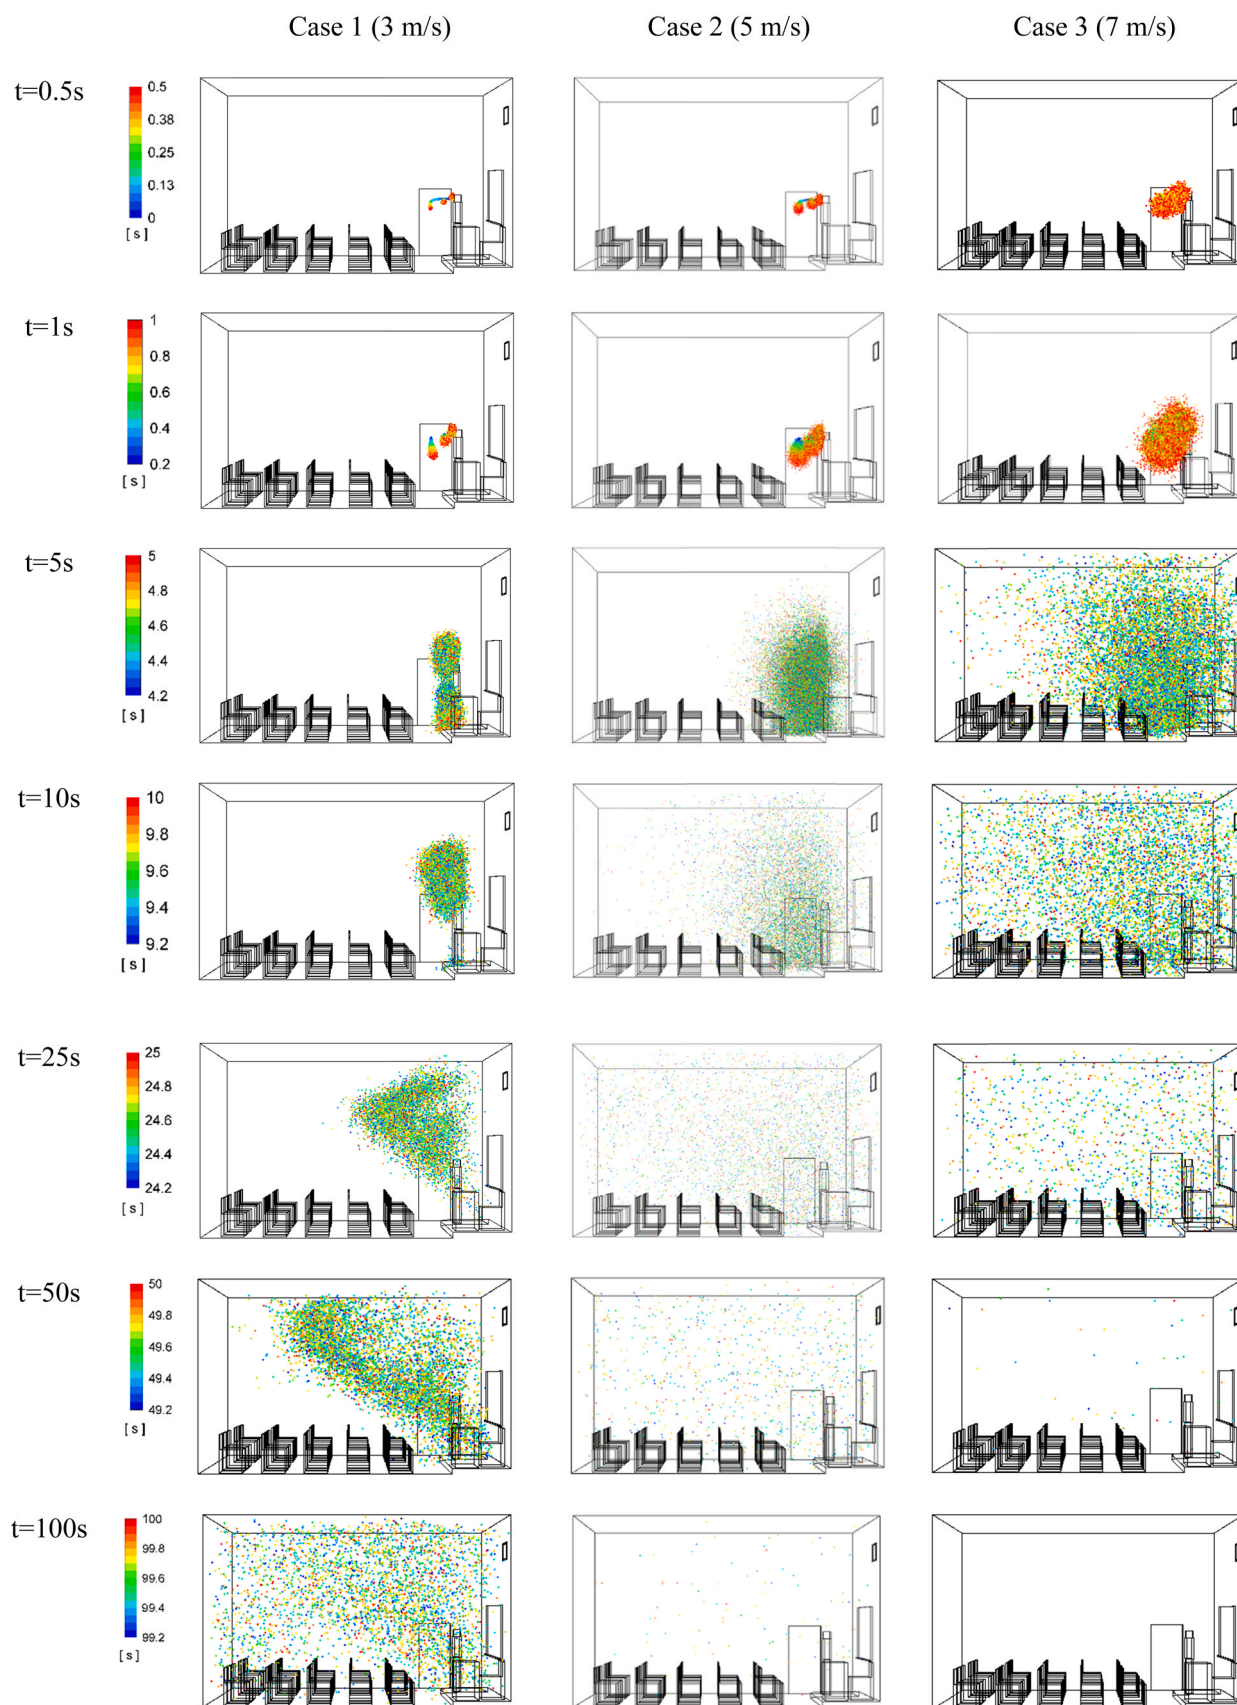 Case 1 (3 m/s) Case 2 (5 m/s) Case 3 (7 m/s)
t=0.5s
0.5
0.38
0.25
0.13
0
[ s ]
t=1s
1
0.8
0.6
0.4
0.2
[ s ]
t=5s
5
4.8
4.6
4.4
4.2
[ s ]
t=10s
10
9.8
9.6
9.4
9.2
[ s ]
t=25s
25
24.8
24.6
24.4
24.2
[ s ]
t=50s
50
49.8
49.6
49.4
49.2
[ s ]
t=100s
100
99.8
99.6
99.4
99.2
[ s ]